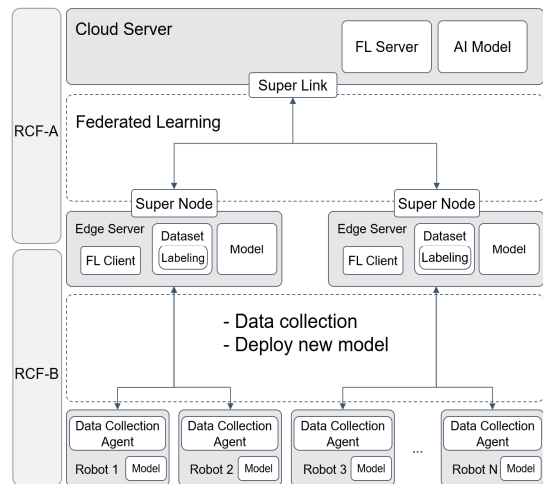 Cloud Server
FL Server
AI Model
Super Link
RCF-A
Federated Learning
Super Node
Super Node
Edge Server
Dataset
Labeling
Model
FL Client
Edge Server
Dataset
Labeling
Model
FL Client
RCF-B
- Data collection
- Deploy new model
Data Collection
Agent
Robot 1
Model
Data Collection
Agent
Robot 2
Model
Data Collection
Agent
Robot 3
Model
...
Data Collection
Agent
Robot N
Model